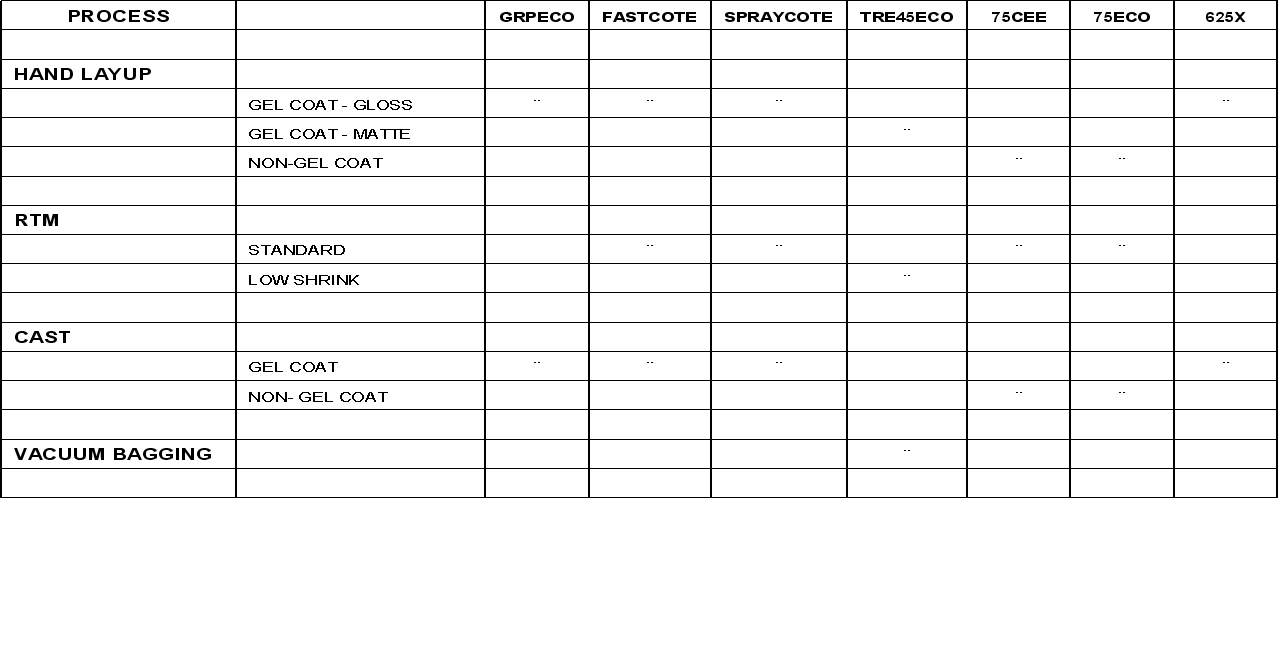 PROCESS GRPECO FASTCOTE SPRAYCOTE TRE45ECO 75CEE 75ECO 625X
HAND LAYUP
GEL COAT - GLOSS ¨ ¨ ¨ ¨
GEL COAT - MATTE ¨
NON-GEL COAT ¨ ¨
RTM
STANDARD ¨ ¨ ¨ ¨
LOW SHRINK ¨
CAST
GEL COAT ¨ ¨ ¨ ¨
NON- GEL COAT ¨ ¨
VACUUM BAGGING ¨